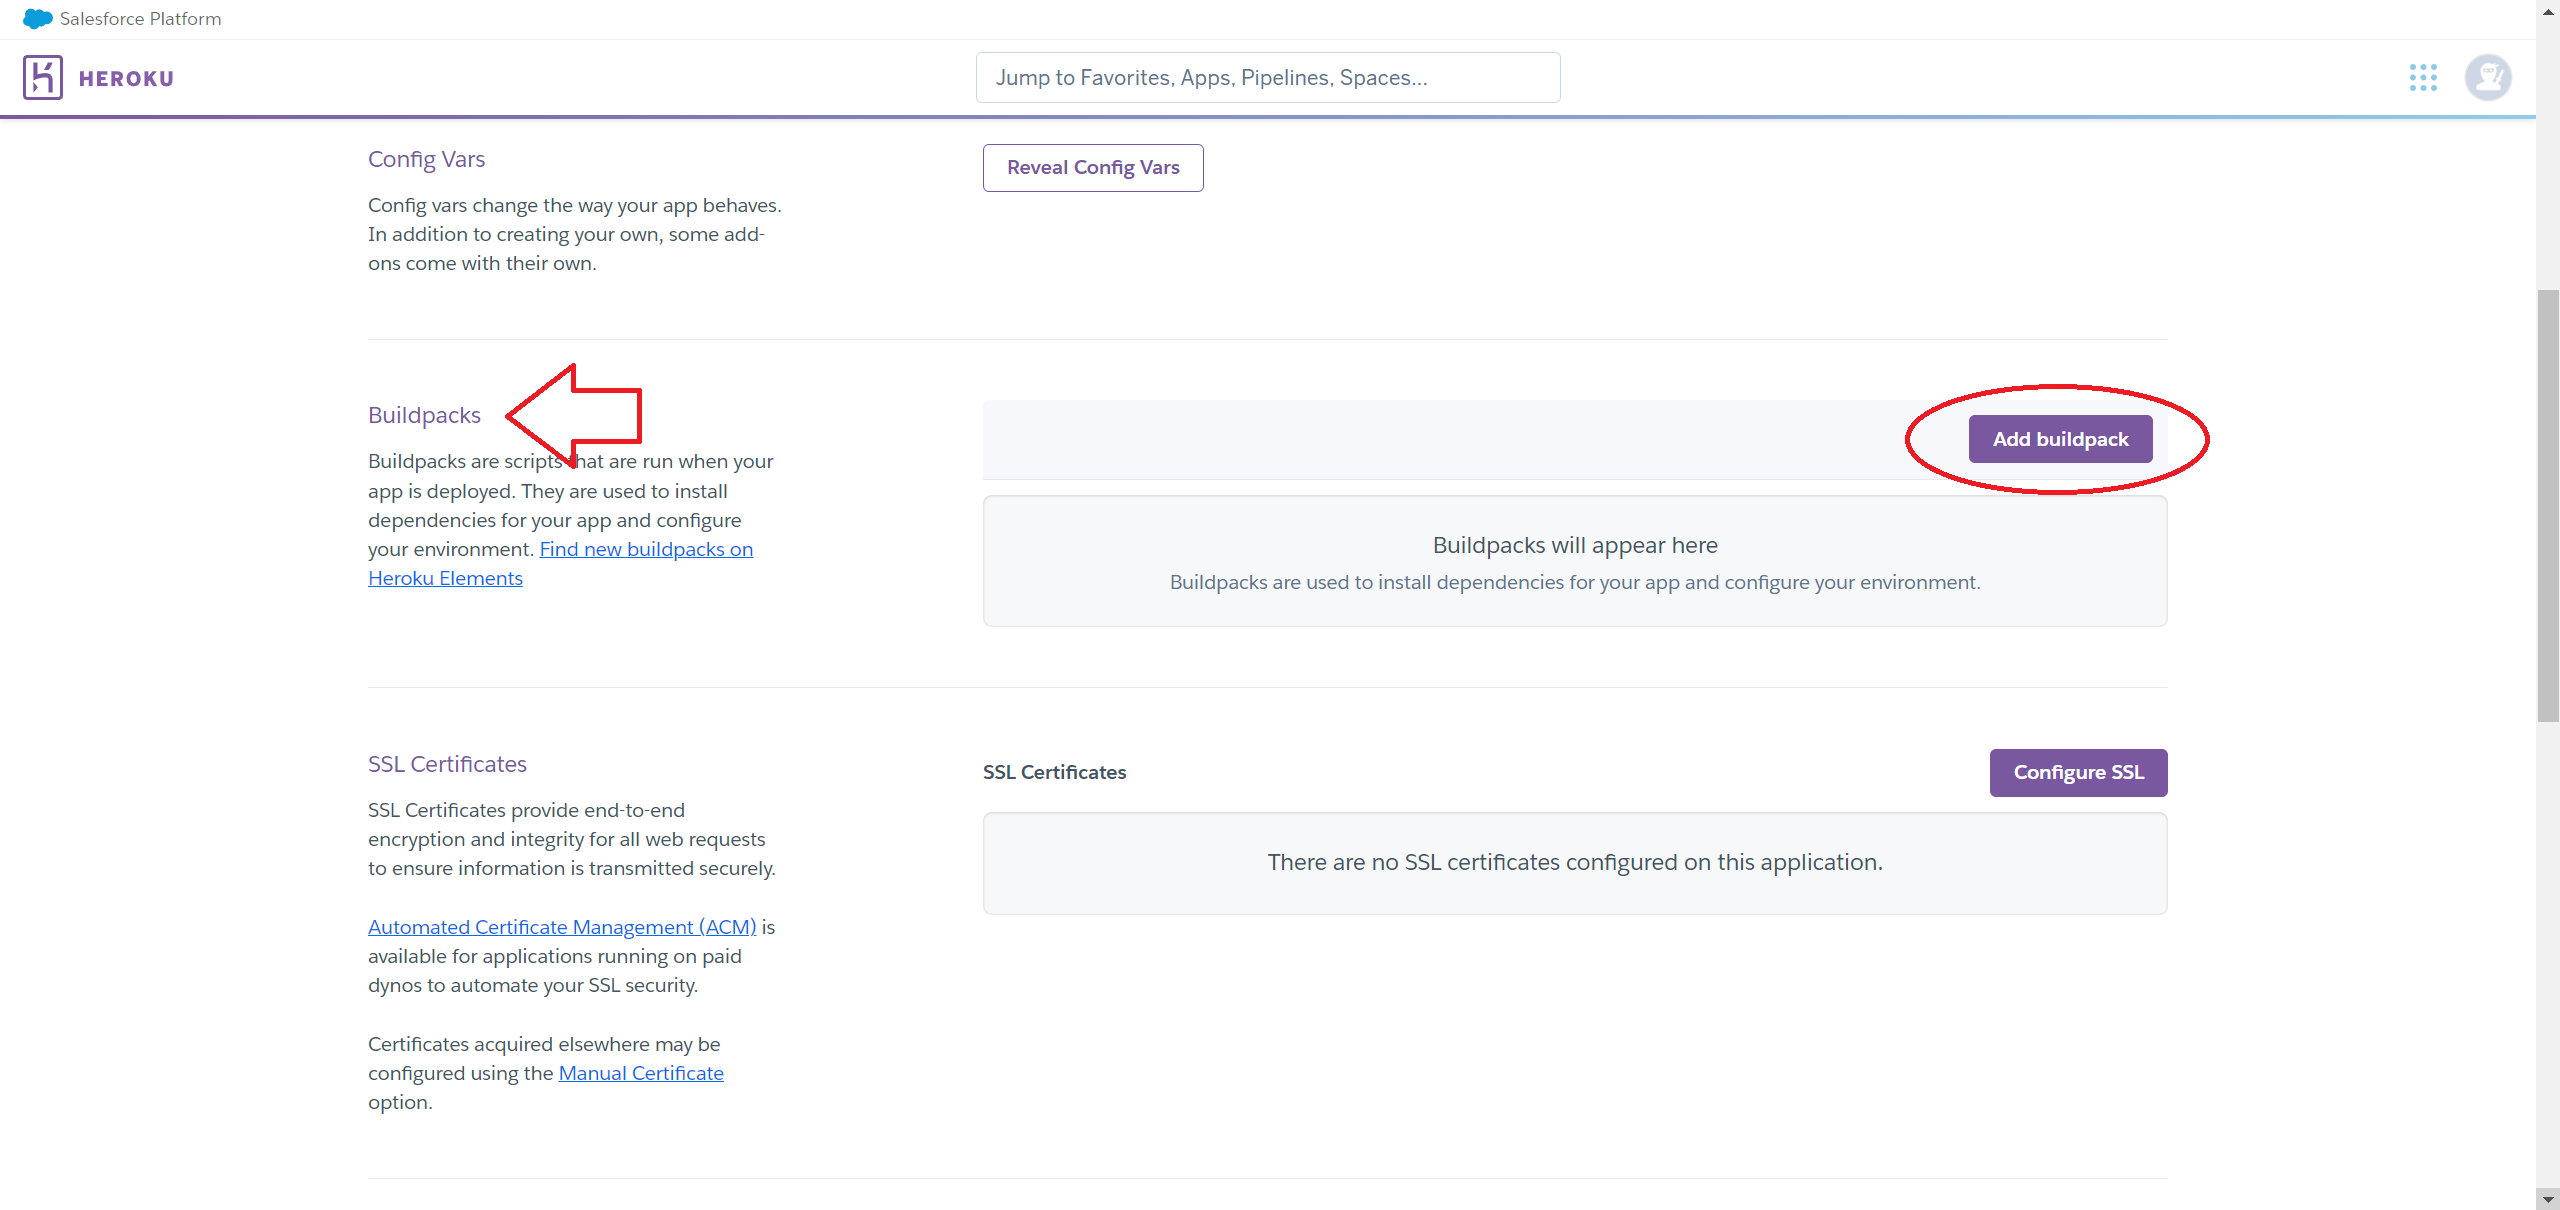 Salesforce Platform
HEROKU
Jump to Favorites, Apps, Pipelines, Spaces...
Config Vars
Reveal Config Vars
Config vars change the way your app behaves.
In addition to creating your own, some add-
ons come with their own.
Buildpacks
Add buildpack
Buildpacks are scripts that are run when your
app is deployed. They are used to install
dependencies for your app and configure
your environment. Find new buildpacks on
Heroku Elements
Buildpacks will appear here
Buildpacks are used to install dependencies for your app and configure your environment.
SSL Certificates
SSL Certificates provide end-to-end
encryption and integrity for all web requests
to ensure information is transmitted securely.
Automated Certificate Management (ACM) is
available for applications running on paid
dynos to automate your SSL security.
Certificates acquired elsewhere may be
configured using the Manual Certificate
option.
SSL Certificates
Configure SSL
There are no SSL certificates configured on this application.